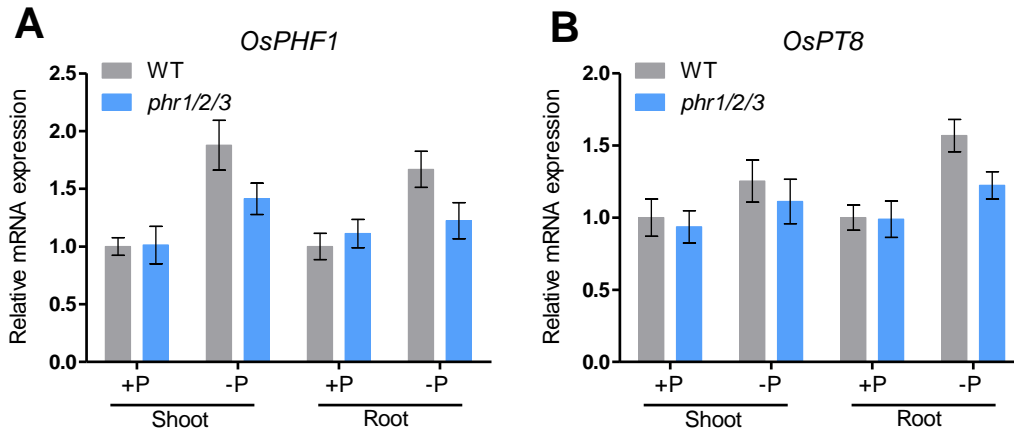 A
OsPHF1
WT
phr1/2/3
Relative mRNA expression
2.5
2.0
1.5
1.0
0.5
0.0
+P -P +P -P
Shoot Root
B
OsPT8
WT
phr1/2/3
Relative mRNA expression
2.0
1.5
1.0
0.5
0.0
+P -P +P -P
Shoot Root